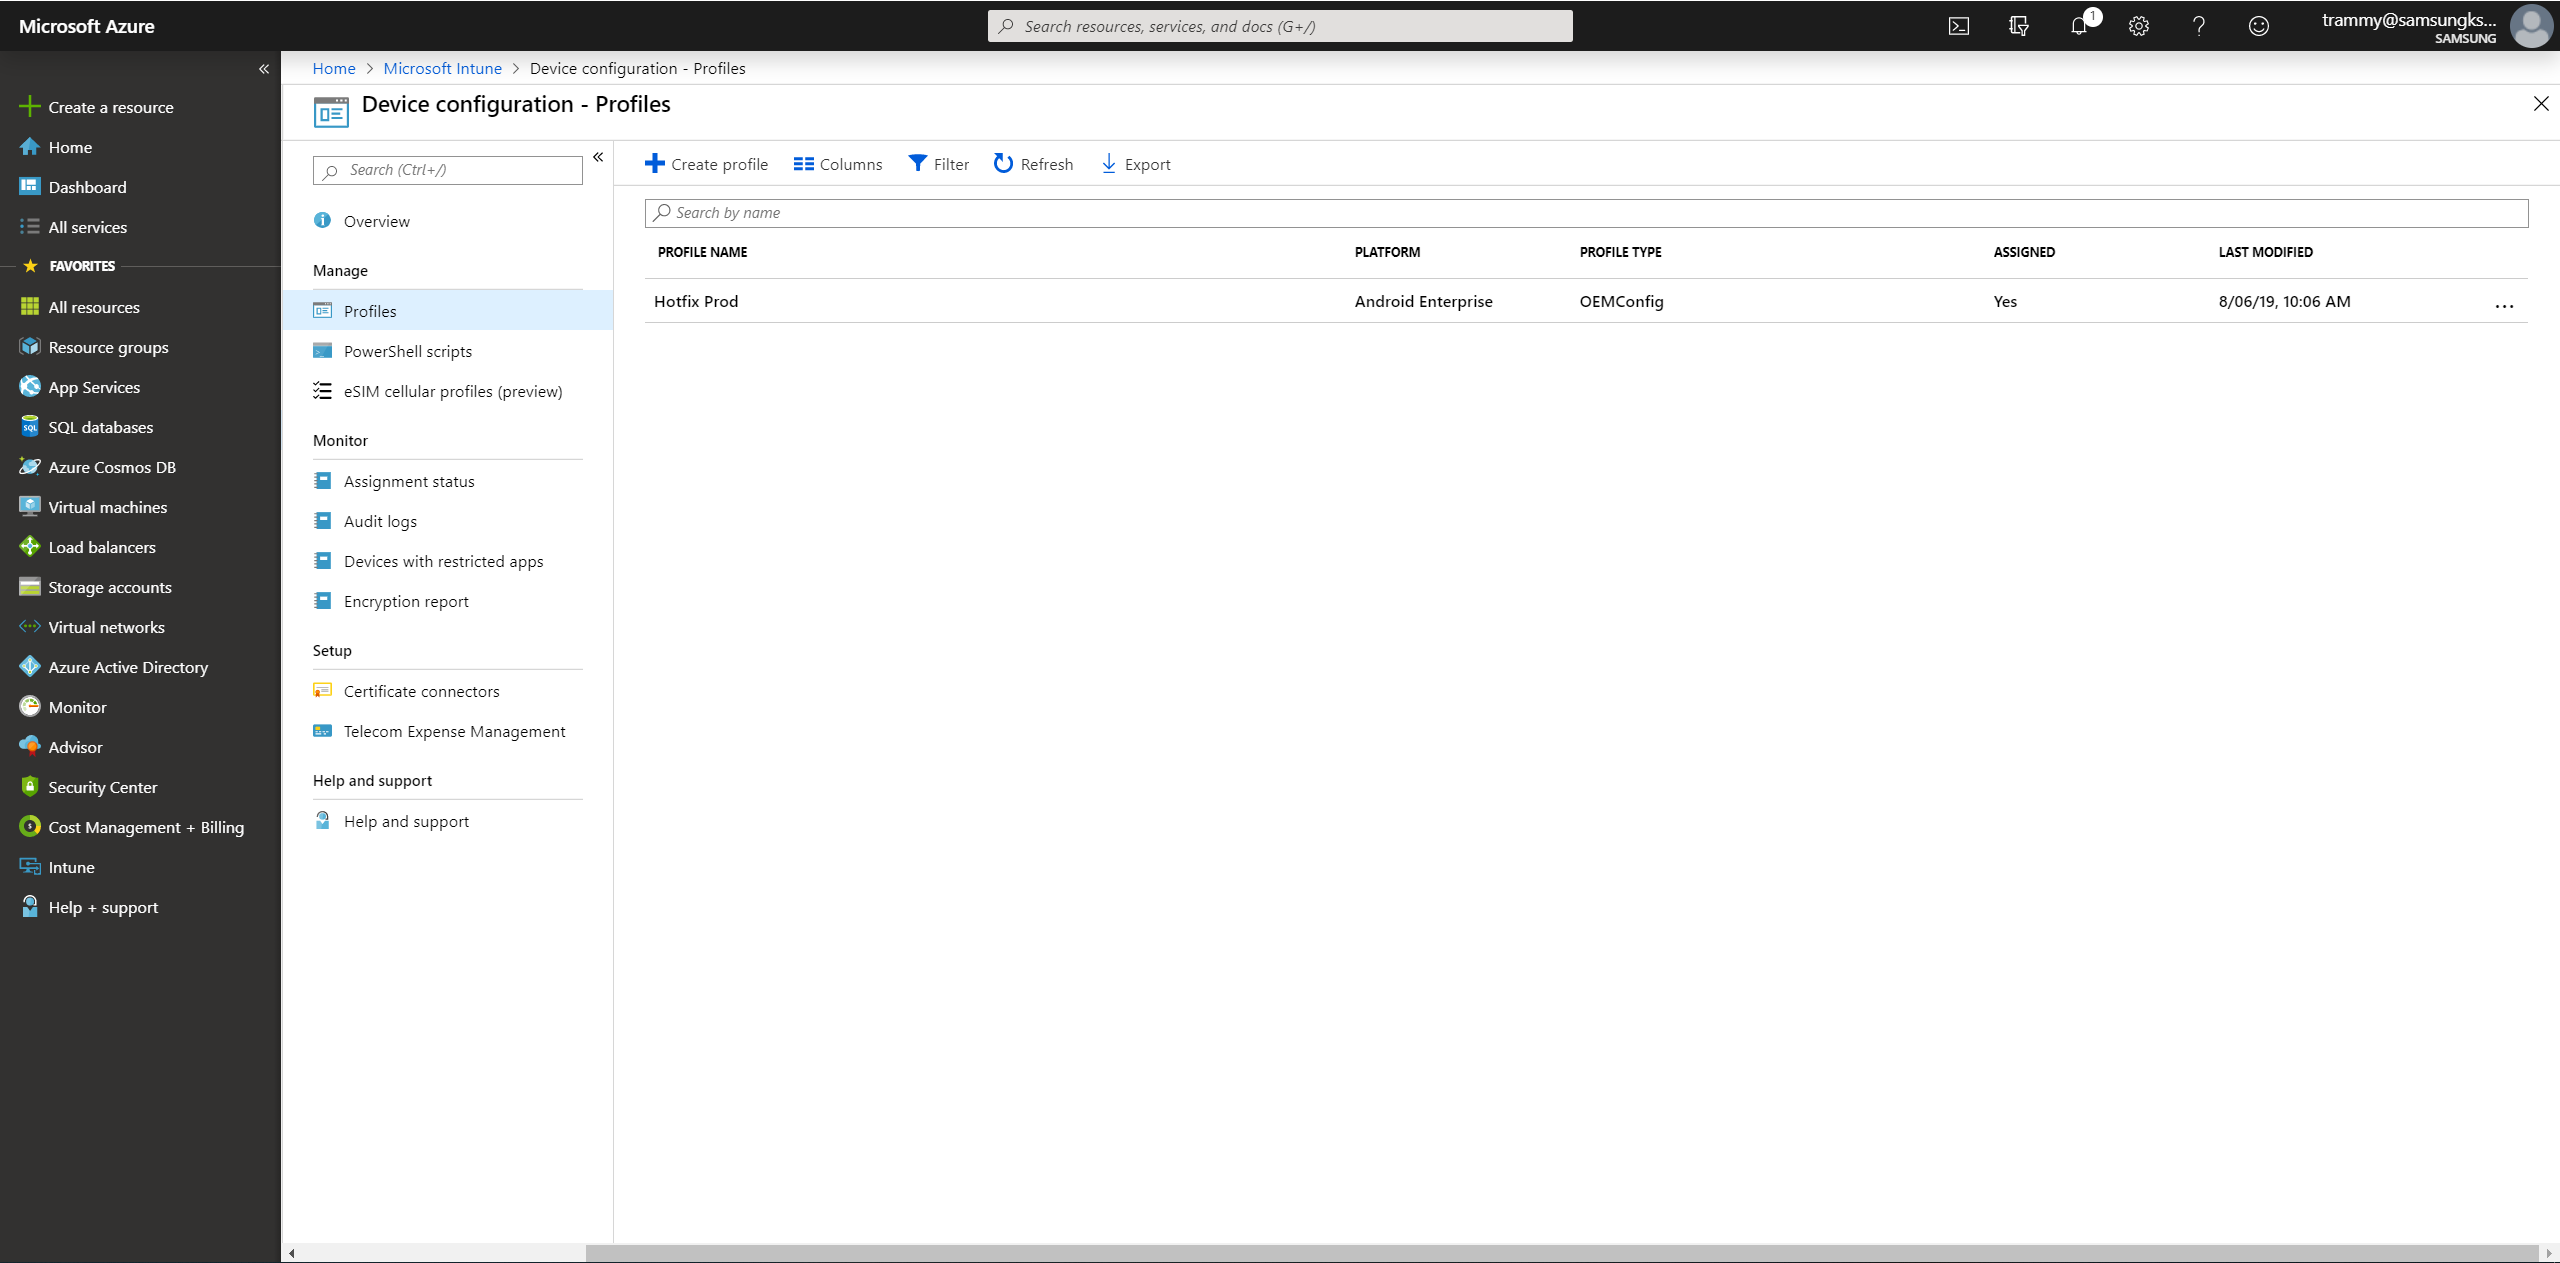 Microsoft Azure
Search resources, services, and docs (G+/)
1
trammy@samsungks...
SAMSUNG
Create a resource
Home
Dashboard
All services
FAVORITES
All resources
Resource groups
App Services
SQL databases
Azure Cosmos DB
Virtual machines
Load balancers
Storage accounts
Virtual networks
Azure Active Directory
Monitor
Advisor
Security Center
Cost Management + Billing
Intune
Help + support
Home > Microsoft Intune > Device configuration - Profiles
Device configuration - Profiles
Search (Ctrl+/)
Overview
Manage
Profiles
PowerShell scripts
eSIM cellular profiles (preview)
Monitor
Assignment status
Audit logs
Devices with restricted apps
Encryption report
Setup
Certificate connectors
Telecom Expense Management
Help and support
Help and support
Create profile Columns Filter Refresh Export
Search by name
PROFILE NAME PLATFORM PROFILE TYPE ASSIGNED LAST MODIFIED
Hotfix Prod Android Enterprise OEMConfig Yes 8/06/19, 10:06 AM ...